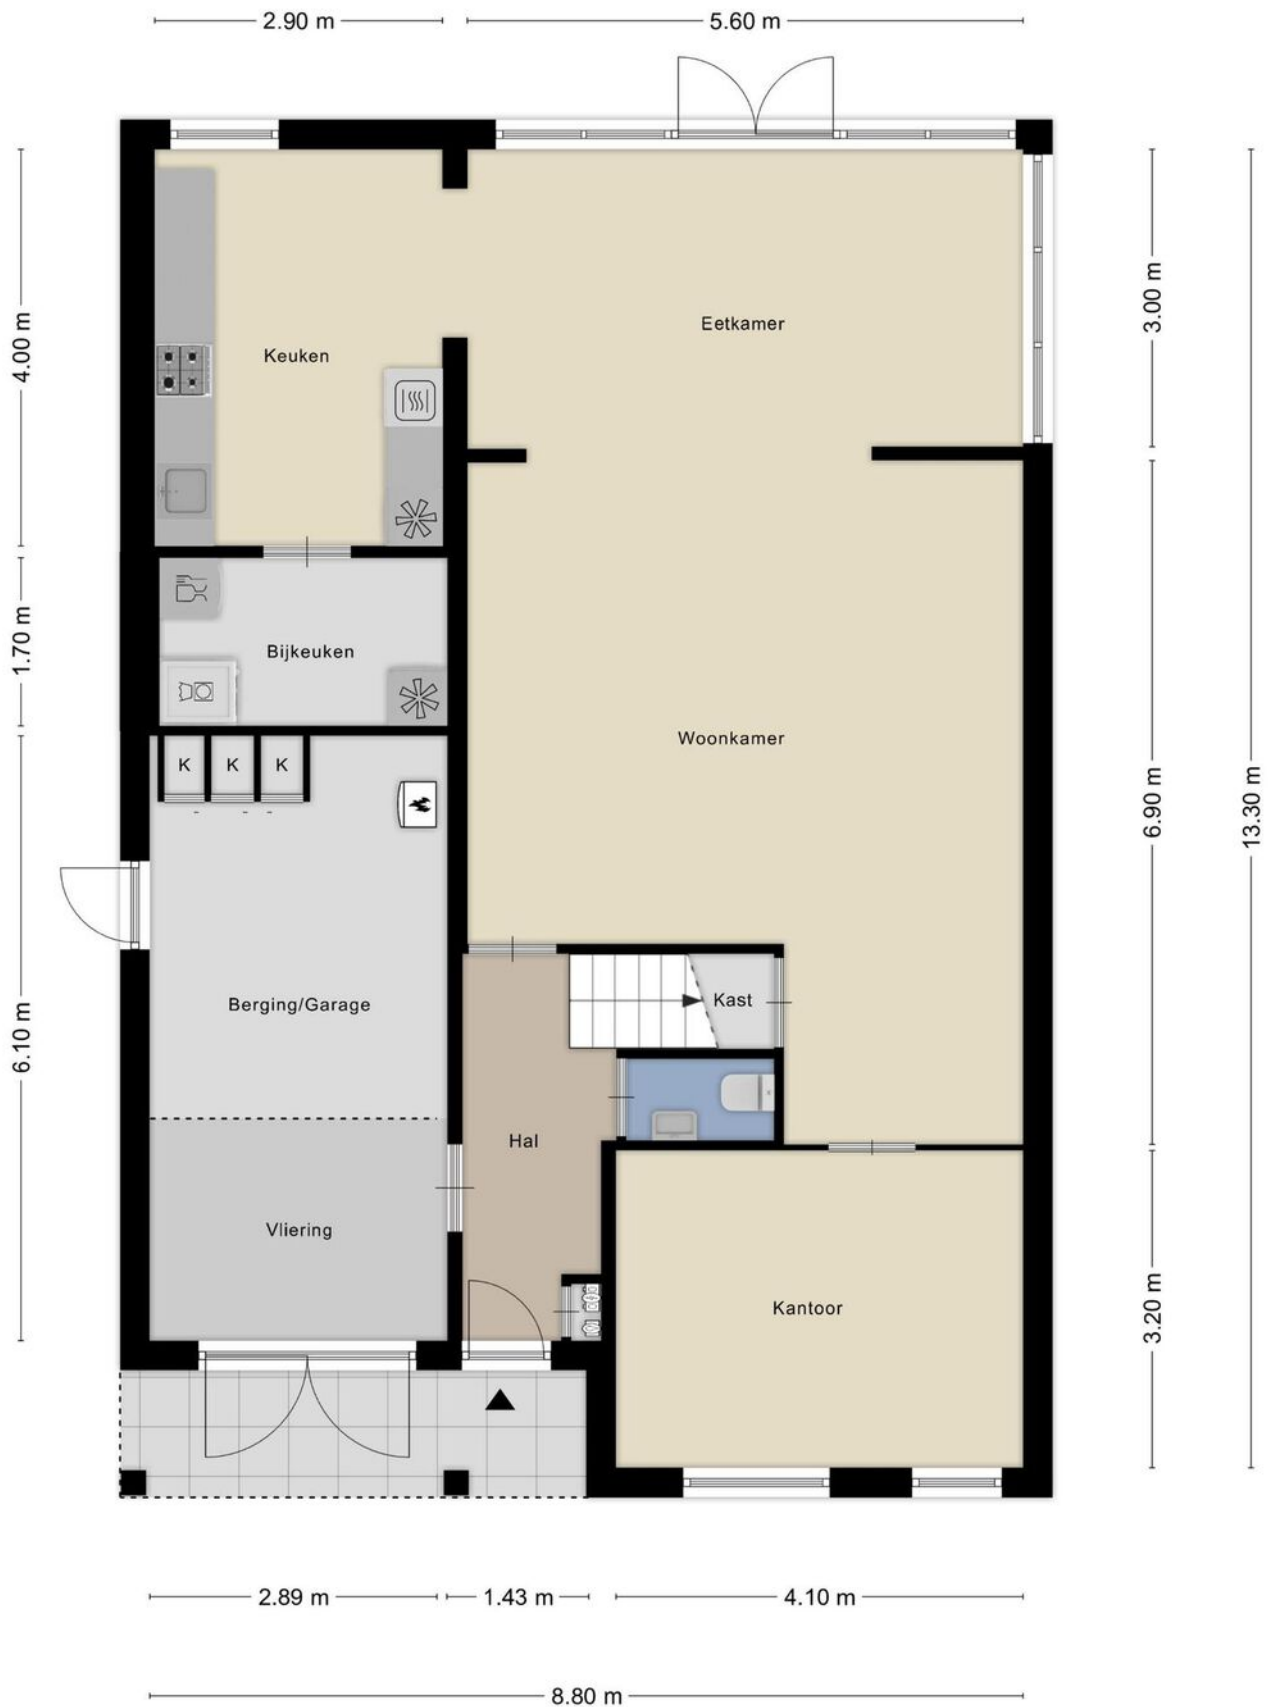 2.90 m
5.60 m
4.00 m
3.00 m
Eetkamer
Keuken
1.70 m
Bijkeuken
Woonkamer
K
K
K
6.90 m
13.30 m
Berging/Garage
Kast
6.10 m
Hal
Vliering
Kantoor
3.20 m
2.89 m
1.43 m
4.10 m
8.80 m